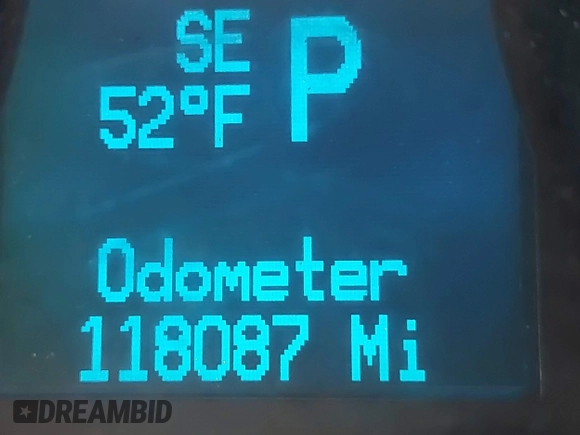 SE P
52°F
Odometer
118087 Mi
DREAMBID